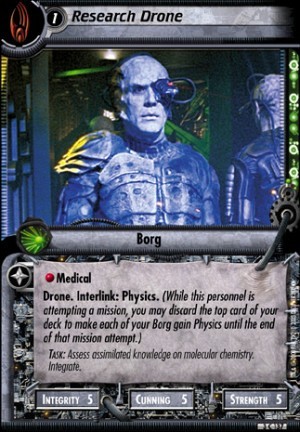 1 Research Drone
Borg
Medical
Drone. Interlink: Physics. (While this personnel is
attempting a mission, you may discard the top card of your
deck to make each of your Borg gain Physics until the end
of that mission attempt.)
TASK: Assess assimilated knowledge on molecular chemistry.
Integrate.
INTEGRITY 5 CUNNING 5 STRENGTH 5